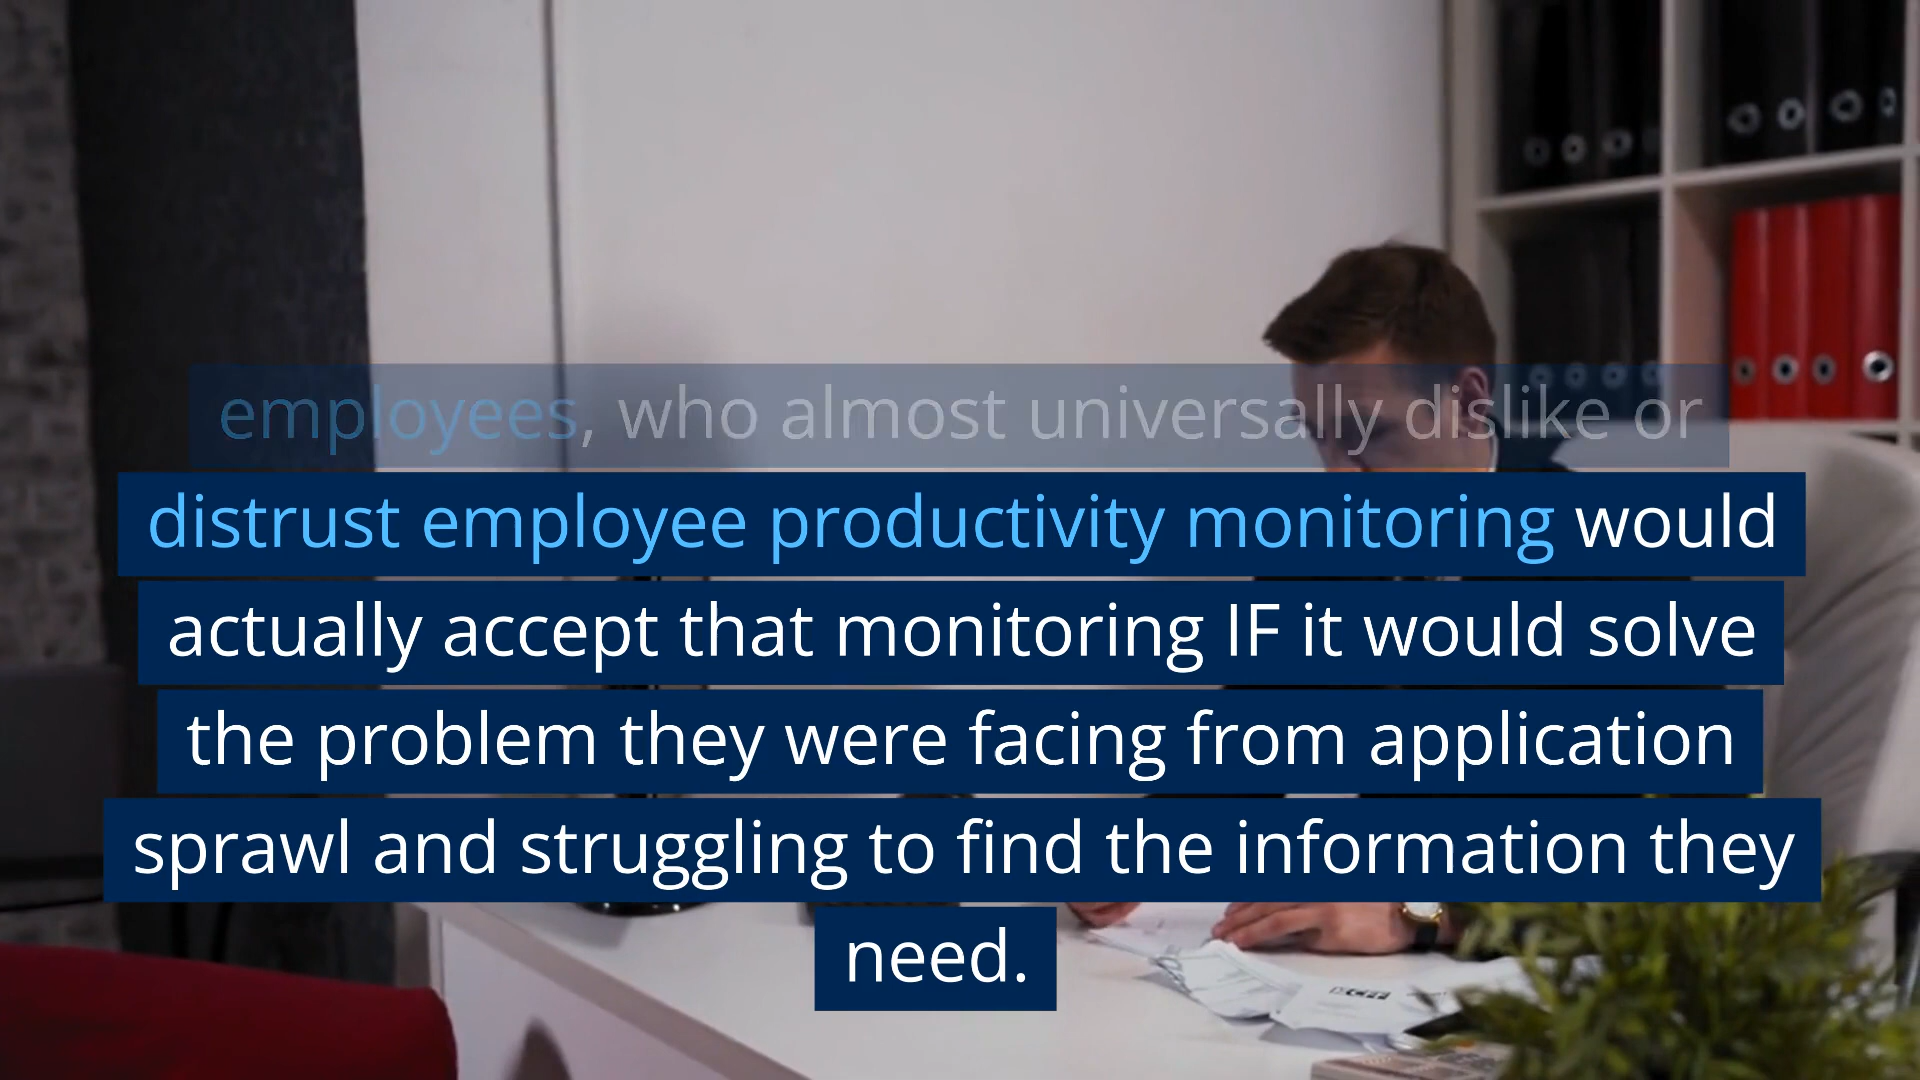 employees, who almost universally dislike or
distrust employee productivity monitoring would
actually accept that monitoring IF it would solve
the problem they were facing from application
sprawl and struggling to find the information they
need.